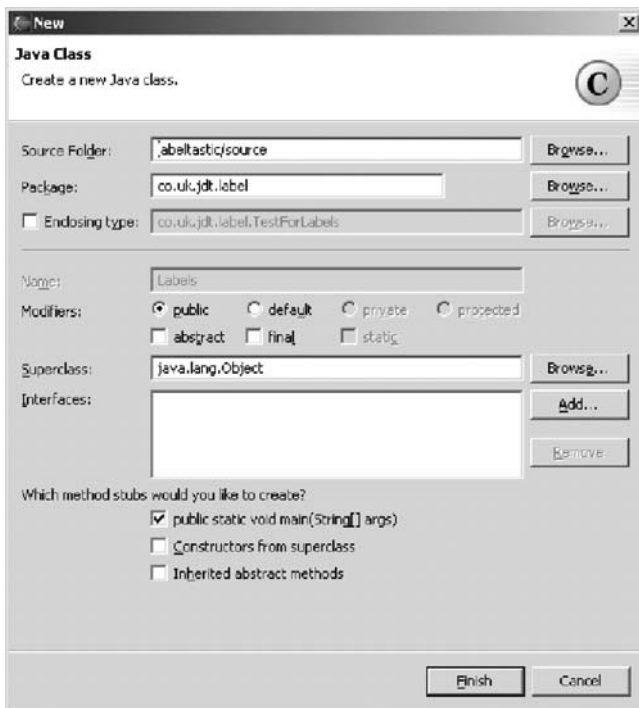 New
Java Class
Create a new Java class.
C
Source Folder: abeltastic/source Browse...
Package: co.uk.jdt.label Browse...
Enclosing type: co.uk.jdt.label.TestForLabels Browse...
Name: Labels
Modifiers: public default private protected
abstract final static
Superclass: java.lang.Object Browse...
Interfaces: Add...
Remove
Which method stubs would you like to create?
public static void main(String[] args)
Constructors from superclass
Inherited abstract methods
Finish Cancel